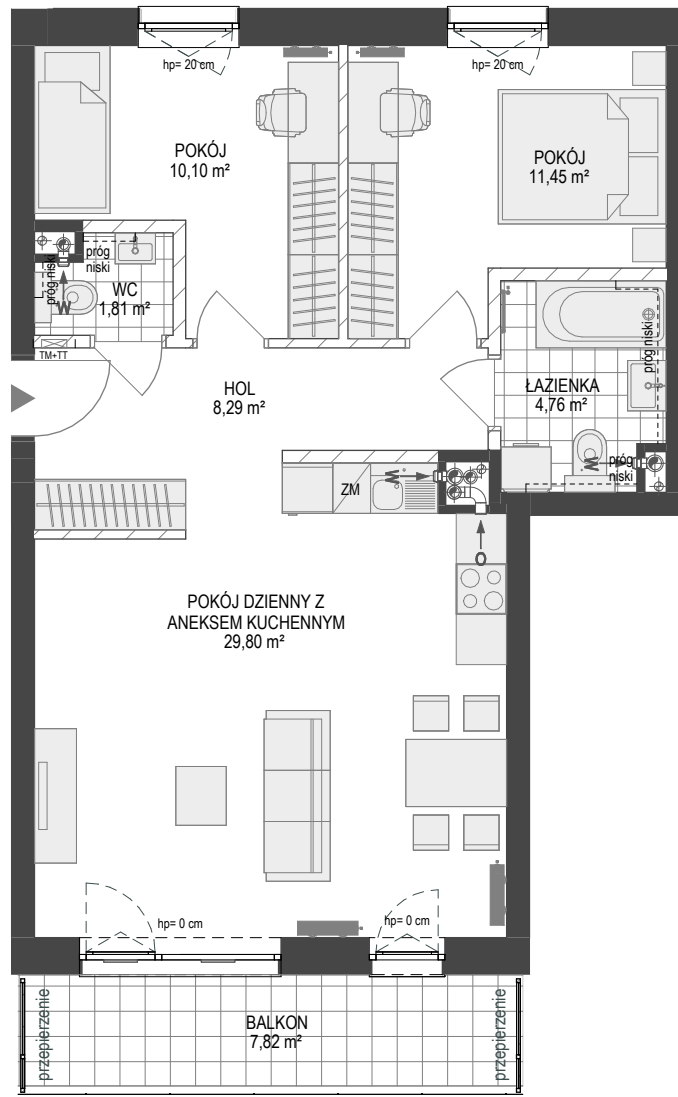 hp= 20 cm
hp= 20 cm
POKÓJ
10,10 m²
POKÓJ
11,45 m²
próg
niski
próg niski
WC
1,81 m²
W
TM+TT
HOL
8,29 m²
ŁAZIENKA
4,76 m²
próg niski
W
próg
niski
ZM
W
O
POKÓJ DZIENNY Z
ANEKSEM KUCHENNYM
29,80 m²
hp= 0 cm
hp= 0 cm
przepierzenie
BALKON
7,82 m²
przepierzenie